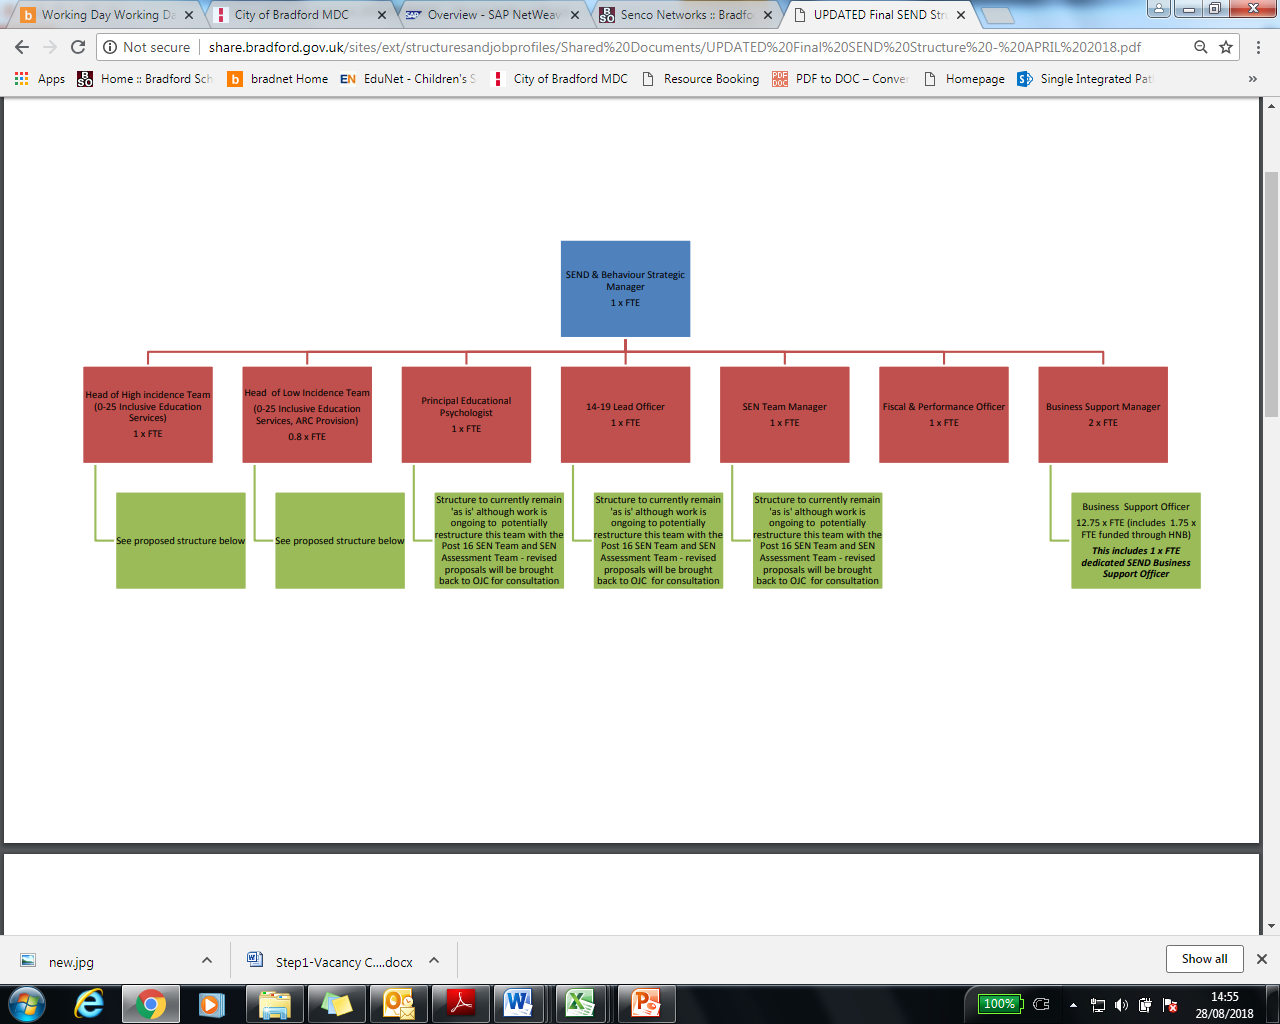 Working Day Working Da
City of Bradford MDC
Overview - SAP NetWeav
Senco Networks :: Bradfo
UPDATED Final SEND Str
Not secure
share.bradford.gov.uk/sites/ext/structuresandjobprofiles/Shared%20Documents/UPDATED%20Final%20SEND%20Structure%20-%20APRIL%202018.pdf
Apps
Home :: Bradford Sch
bradnet Home
EduNet - Children's S
City of Bradford MDC
Resource Booking
PDF to DOC – Conver
Homepage
Single Integrated Pat
SEND & Behaviour Strategic
Manager
1 x FTE
Head of High incidence Team
(0-25 Inclusive Education
Services)
1 x FTE
Head of Low Incidence Team
(0-25 Inclusive Education
Services, ARC Provision)
0.8 x FTE
Principal Educational
Psychologist
1 x FTE
14-19 Lead Officer
1 x FTE
SEN Team Manager
1 x FTE
Fiscal & Performance Officer
1 x FTE
Business Support Manager
2 x FTE
See proposed structure below
See proposed structure below
Structure to currently remain
'as is' although work is
ongoing to potentially
restructure this team with the
Post 16 SEN Team and SEN
Assessment Team - revised
proposals will be brought
back to OJC for consultation
Structure to currently remain
'as is' although work is
ongoing to potentially
restructure this team with the
Post 16 SEN Team and SEN
Assessment Team - revised
proposals will be brought
back to OJC for consultation
Structure to currently remain
'as is' although work is
ongoing to potentially
restructure this team with the
Post 16 SEN Team and SEN
Assessment Team - revised
proposals will be brought
back to OJC for consultation
Business Support Officer
12.75 x FTE (includes 1.75 x
FTE funded through HNB)
This includes 1 x FTE
dedicated SEND Business
Support Officer
new.jpg
Step1-Vacancy C....docx
Show all
100%
14:55
28/08/2018